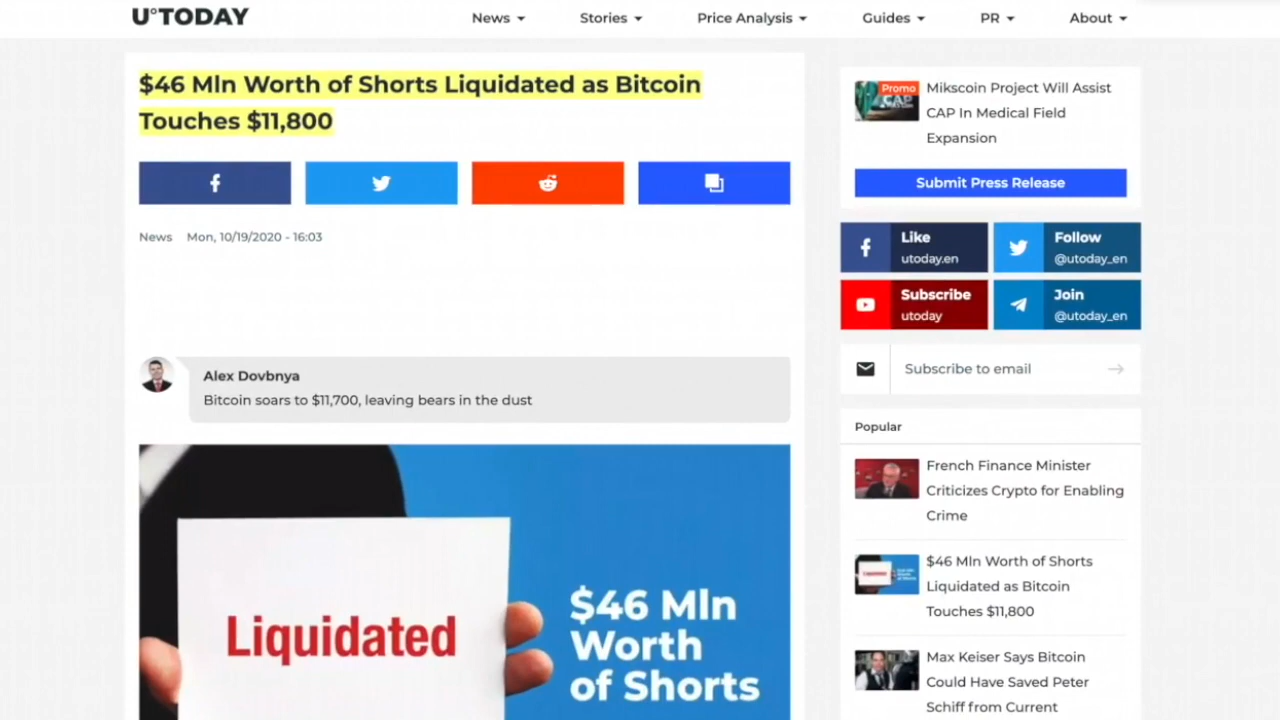 U°TODAY
News
Stories
Price Analysis
Guides
PR
About
$46 Mln Worth of Shorts Liquidated as Bitcoin
Touches $11,800
News Mon, 10/19/2020 - 16:03
Alex Dovbnya
Bitcoin soars to $11,700, leaving bears in the dust
Liquidated
$46 Mln
Worth
of Shorts
Promo
CAP
Mikscoin Project Will Assist
CAP In Medical Field
Expansion
Submit Press Release
Like
utoday.en
Follow
@utoday_en
Subscribe
utoday
Join
@utoday_en
Subscribe to email
Popular
French Finance Minister
Criticizes Crypto for Enabling
Crime
$46 Mln Worth of Shorts
Liquidated as Bitcoin
Touches $11,800
Max Keiser Says Bitcoin
Could Have Saved Peter
Schiff from Current